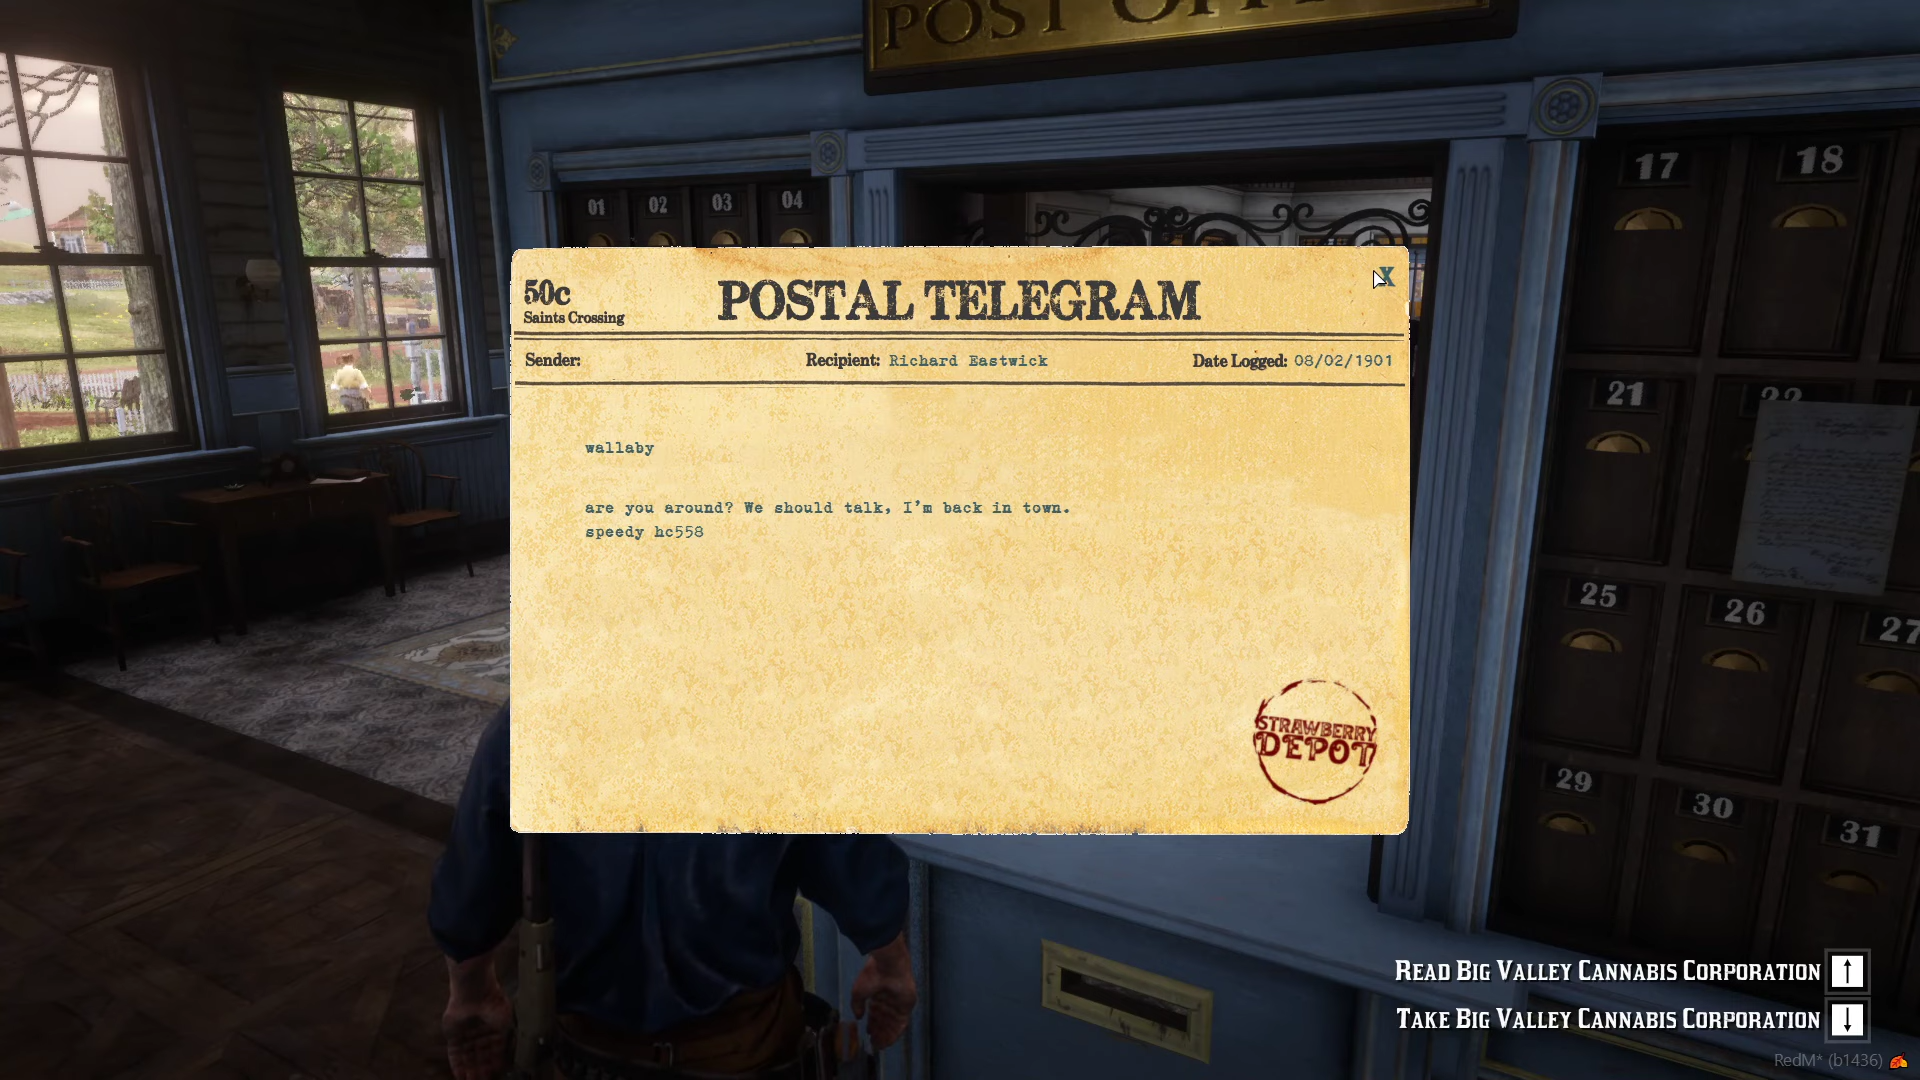 POST OFF
17
18
01
02
03
04
50c
Saints Crossing
POSTAL TELEGRAM
X
Sender:
Recipient: Richard Eastwick
Date Logged: 08/02/1901
21
22
wallaby
are you around? We should talk, I'm back in town.
speedy hc558
25
26
27
STRAWBERRY
DEPOT
29
30
31
READ BIG VALLEY CANNABIS CORPORATION ↑
TAKE BIG VALLEY CANNABIS CORPORATION ↓
RedM* (b1436)